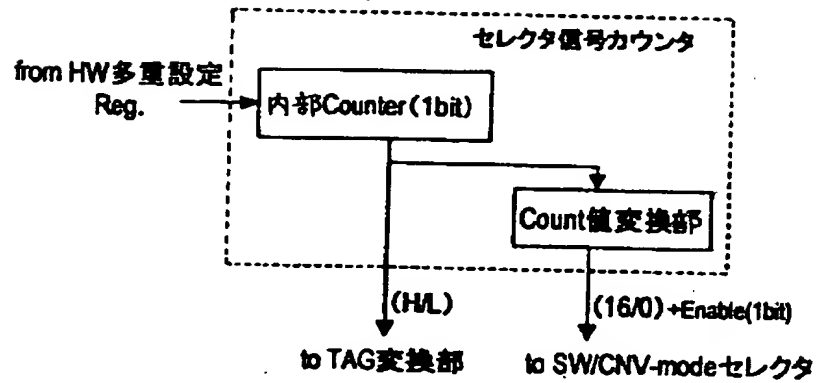 セレクタ信号カウンタ
from HW多重設定
Reg.
内部Counter(1bit)
Count値変換部
(H/L)
(16/0)+Enable(1bit)
to TAG変換部
to SW/CNV-modeセレクタ